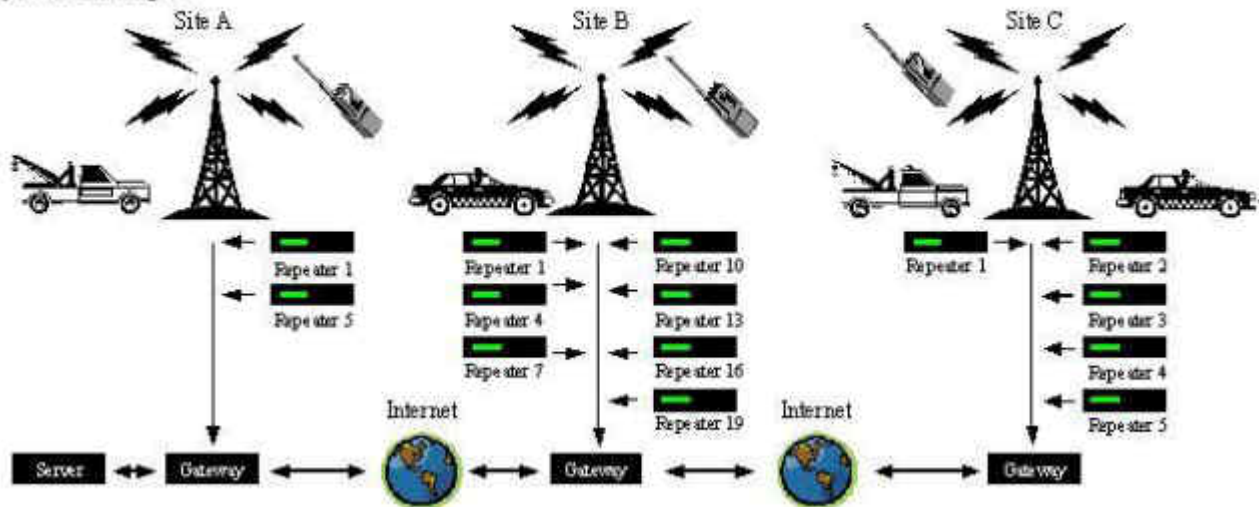 Site A
Site B
Site C
Repeater 1
Repeater 5
Repeater 1
Repeater 10
Repeater 4
Repeater 13
Repeater 7
Repeater 16
Repeater 19
Repeater 1
Repeater 2
Repeater 3
Repeater 4
Repeater 5
Internet
Internet
Server
Gateway
Gateway
Gateway